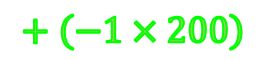 + (−1 × 200)